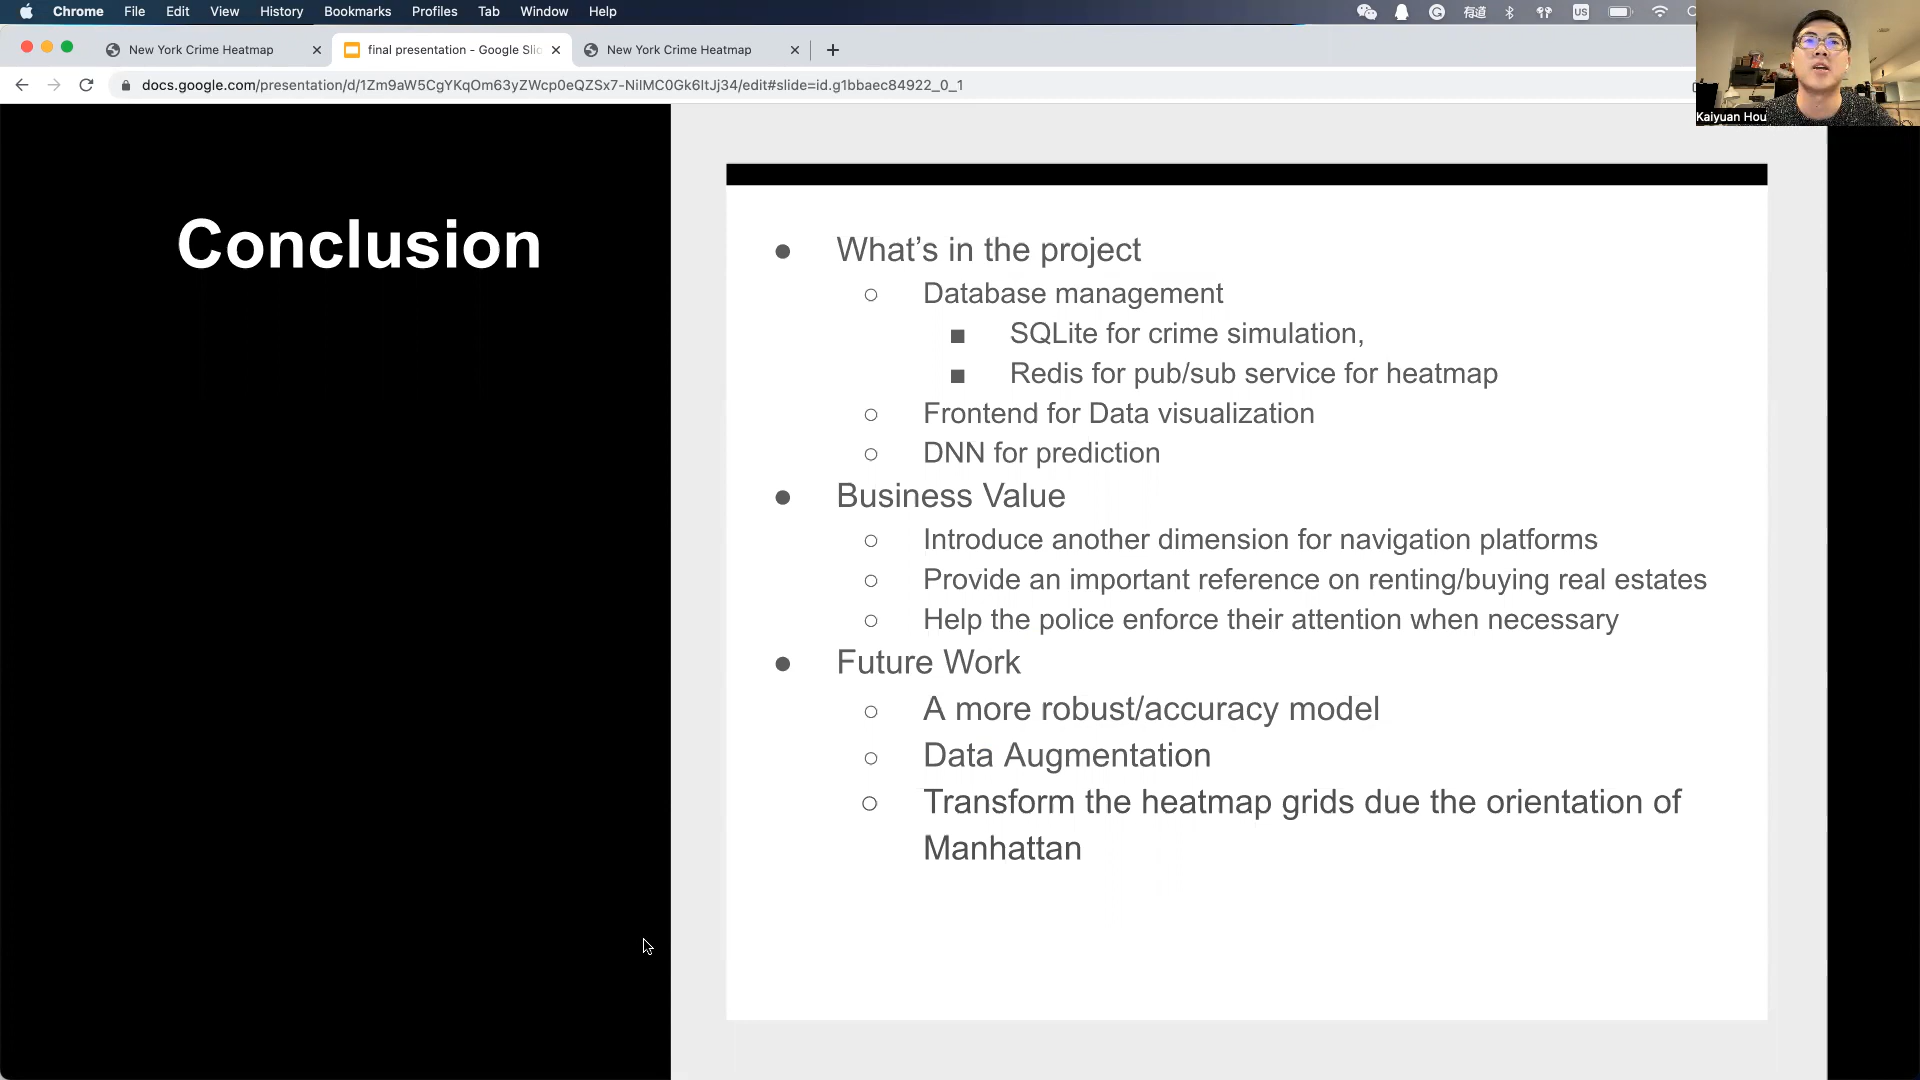 Chrome File Edit View History Bookmarks Profiles Tab Window Help 有道 US
New York Crime Heatmap final presentation - Google Slid New York Crime Heatmap
docs.google.com/presentation/d/1Zm9aW5CgYKqOm63yZWcp0eQZSx7-NiIMC0Gk6ItJj34/edit#slide=id.g1bbaec84922_0_1
Kaiyuan Hou
Conclusion
● What’s in the project
○ Database management
■ SQLite for crime simulation,
■ Redis for pub/sub service for heatmap
○ Frontend for Data visualization
○ DNN for prediction
● Business Value
○ Introduce another dimension for navigation platforms
○ Provide an important reference on renting/buying real estates
○ Help the police enforce their attention when necessary
● Future Work
○ A more robust/accuracy model
○ Data Augmentation
○ Transform the heatmap grids due the orientation of
Manhattan